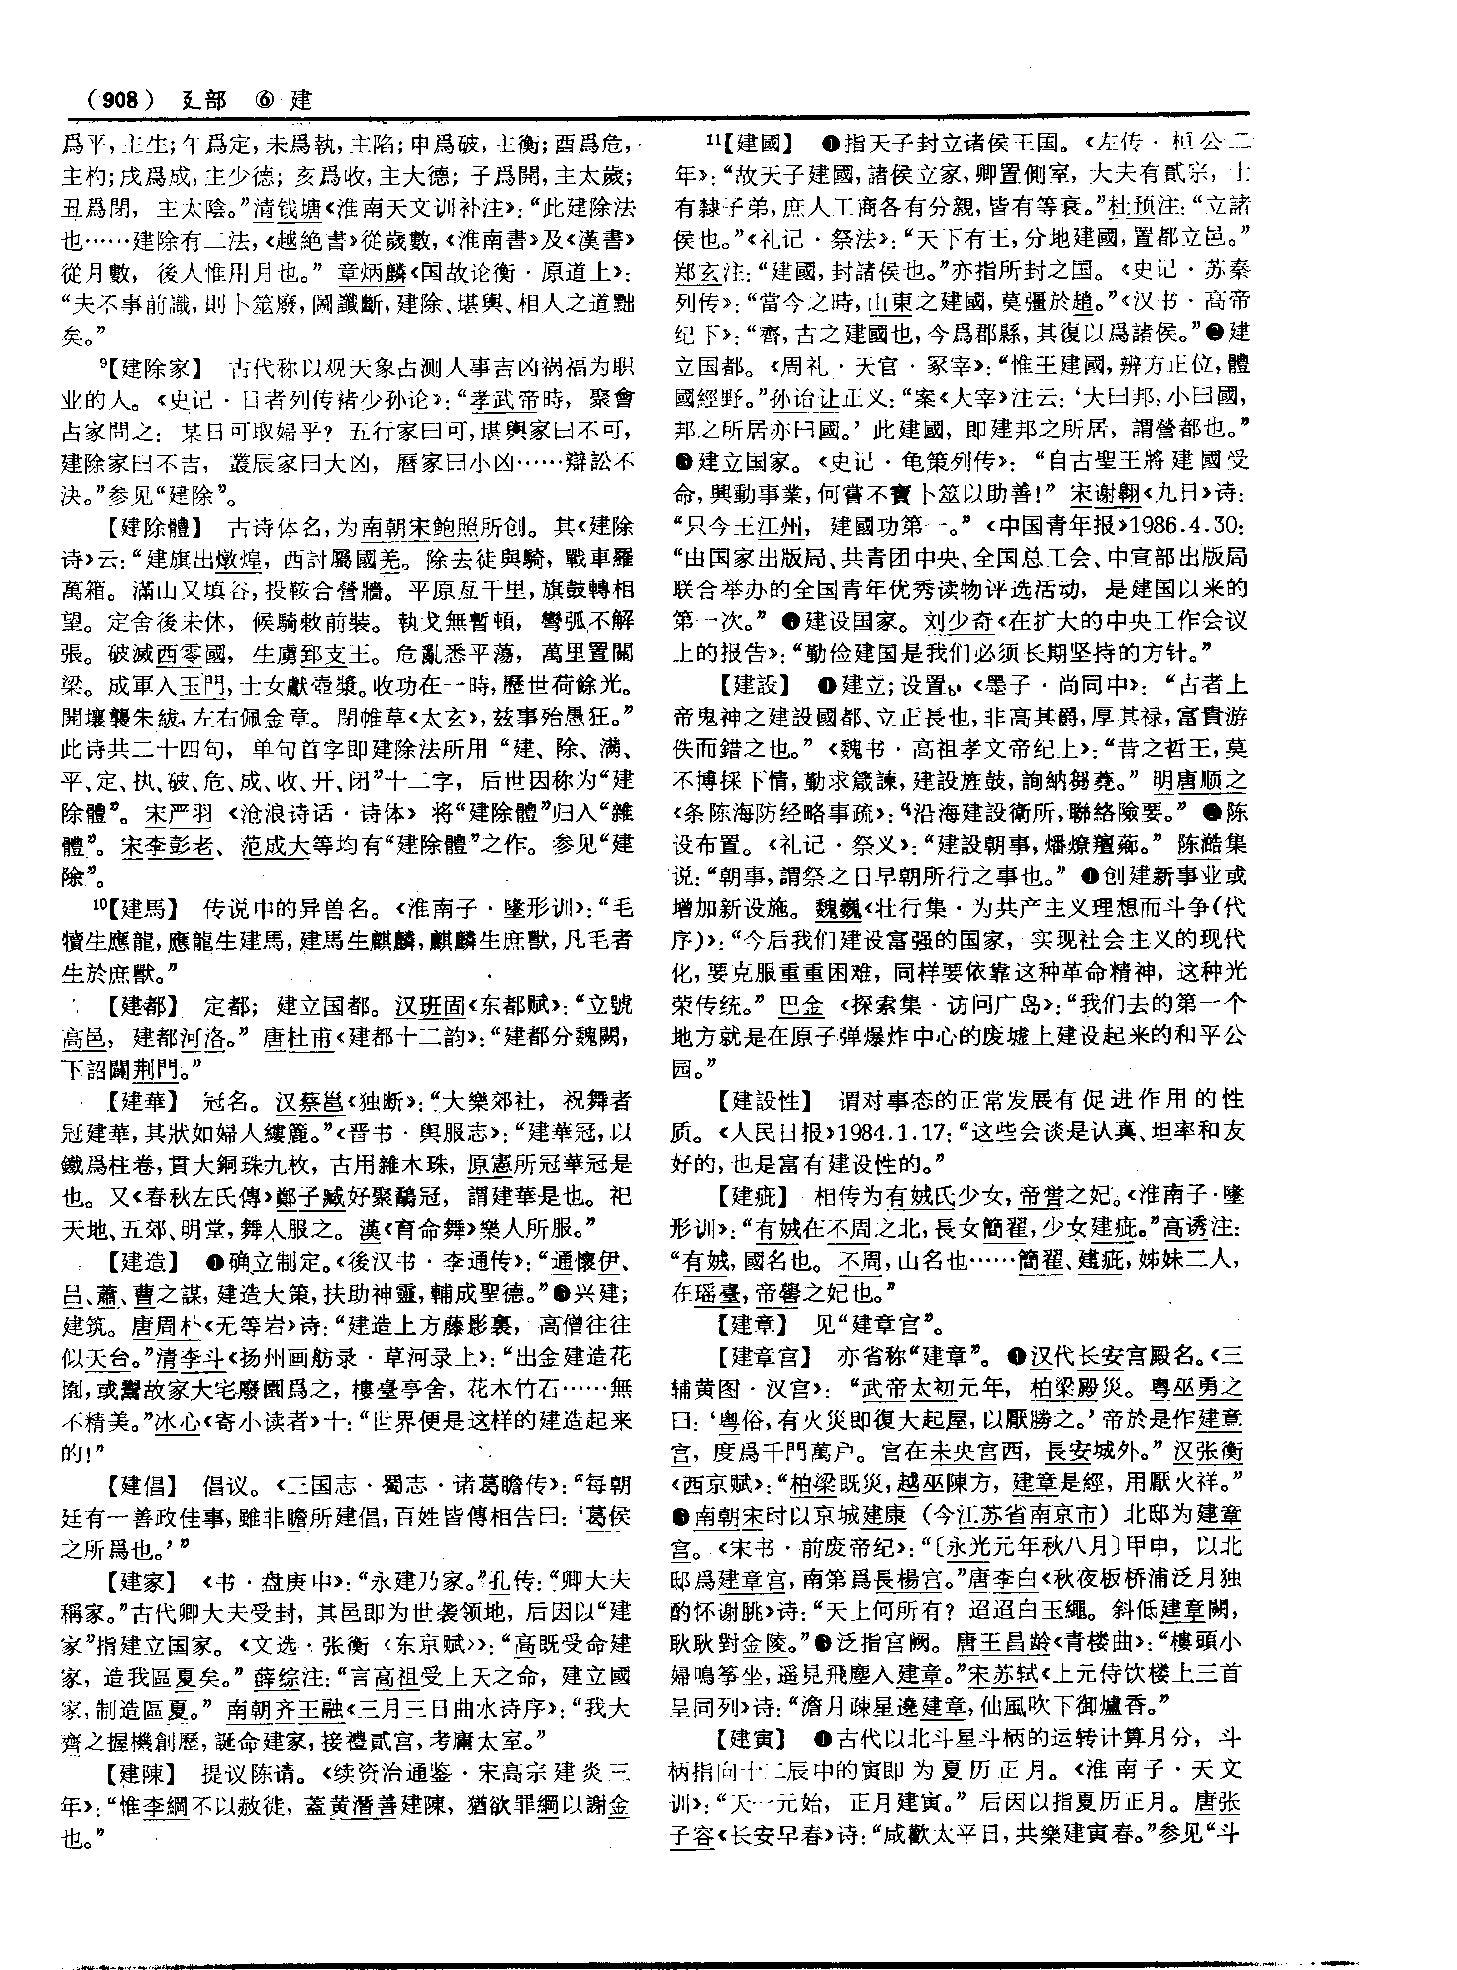 （908） 廴部 ⑥ 建
爲平，主生；午爲定，未爲執，主陷；申爲破，主衡；酉爲危，
主杓；戌爲成，主少德；亥爲收，主大德；子爲開，主太歲；
丑爲閉，主太陰。”清钱塘《淮南天文训补注》：“此建除法
也……建除有二法，《越絶書》從歲數，《淮南書》及《漢書》
從月數，後人惟用月也。” 章炳麟《国故论衡·原道上》：
“夫不事前識，則卜筮廢，圖讖斷，建除、堪輿、相人之道黜
矣。”
9【建除家】 古代称以观天象占测人事吉凶祸福为职
业的人。《史记·日者列传褚少孙论》：“孝武帝時，聚會
占家問之：某日可取婦乎？五行家曰可，堪輿家曰不可，
建除家曰不吉，叢辰家曰大凶，曆家曰小凶……辯訟不
决。”参见“建除”。
【建除體】 古诗体名，为南朝宋鲍照所创。其《建除
诗》云：“建旗出燉煌，西討屬國羌。除去徒與騎，戰車羅
萬箱。滿山又填谷，投鞍合營牆。平原亙千里，旗鼓轉相
望。定舍後未休，候騎敕前裝。執戈無暫頓，彎弧不解
張。破滅西零國，生虜郅支王。危亂悉平蕩，萬里置關
梁。成軍入玉門，士女獻壺漿。收功在一時，歷世荷餘光。
開壤襲朱紱，左右佩金章。閉帷草《太玄》，兹事殆愚狂。”
此诗共二十四句，单句首字即建除法所用“建、除、满、
平、定、执、破、危、成、收、开、闭”十二字，后世因称为“建
除體”。宋严羽《沧浪诗话·诗体》将“建除體”归入“雜
體”。宋李彭老、范成大等均有“建除體”之作。参见“建
除”。
10【建馬】 传说中的异兽名。《淮南子·墬形训》：“毛
犢生應龍，應龍生建馬，建馬生麒麟，麒麟生庶獸，凡毛者
生於庶獸。”
【建都】 定都；建立国都。汉班固《东都赋》：“立號
高邑，建都河洛。” 唐杜甫《建都十二韵》：“建都分魏闕，
下詔闢荆門。”
【建華】 冠名。汉蔡邕《独断》：“大樂郊社，祝舞者
冠建華，其狀如婦人縷簏。”《晋书·舆服志》：“建華冠，以
鐵爲柱卷，貫大銅珠九枚，古用雜木珠，原憲所冠華冠是
也。又《春秋左氏傳》鄭子臧好聚鷸冠，謂建華是也。祀
天地、五郊、明堂，舞人服之。漢《育命舞》樂人所服。”
【建造】 ❶确立制定。《後汉书·李通传》：“通懷伊、
吕、蕭、曹之謀，建造大策，扶助神靈，輔成聖德。”❷兴建；
建筑。唐周朴《无等岩》诗：“建造上方藤影裏，高僧往往
似天台。”清李斗《扬州画舫录·草河录上》：“出金建造花
園，或鬻故家大宅廢園爲之，樓臺亭舍，花木竹石……無
不精美。”冰心《寄小读者》十：“世界便是这样的建造起来
的！”
【建倡】 倡议。《三国志·蜀志·诸葛瞻传》：“每朝
廷有一善政佳事，雖非瞻所建倡，百姓皆傳相告曰：‘葛侯
之所爲也。’”
【建家】 《书·盘庚中》：“永建乃家。”孔传：“卿大夫
稱家。”古代卿大夫受封，其邑即为世袭领地，后因以“建
家”指建立国家。《文选·张衡〈东京赋〉》：“高既受命建
家，造我區夏矣。” 薛综注：“言高祖受上天之命，建立國
家，制造區夏。” 南朝齐王融《三月三日曲水诗序》：“我大
齊之握機創歷，誕命建家，接禮貳宫，考庸太室。”
【建陳】 提议陈请。《续资治通鉴·宋高宗建炎三
年》：“惟李綱不以赦徙，蓋黄潛善建陳，猶欲罪綱以謝金
也。”
11【建國】 ❶指天子封立诸侯王国。《左传·桓公二
年》：“故天子建國，諸侯立家，卿置側室，大夫有貳宗，士
有隸子弟，庶人工商各有分親，皆有等衰。”杜预注：“立諸
侯也。”《礼记·祭法》：“天下有王，分地建國，置都立邑。”
郑玄注：“建國，封諸侯也。”亦指所封之国。《史记·苏秦
列传》：“當今之時，山東之建國，莫彊於趙。”《汉书·高帝
纪下》：“齊，古之建國也，今爲郡縣，其復以爲諸侯。”❷建
立国都。《周礼·天官·冢宰》：“惟王建國，辨方正位，體
國經野。”孙诒让正义：“案《大宰》注云：‘大曰邦，小曰國，
邦之所居亦曰國。’此建國，即建邦之所居，謂營都也。”
❸建立国家。《史记·龟策列传》：“自古聖王將建國受
命，興動事業，何嘗不寶卜筮以助善！” 宋谢翱《九日》诗：
“只今王江州，建國功第一。”《中国青年报》1986.4.30：
“由国家出版局、共青团中央、全国总工会、中宣部出版局
联合举办的全国青年优秀读物评选活动，是建国以来的
第一次。”❹建设国家。刘少奇《在扩大的中央工作会议
上的报告》：“勤俭建国是我们必须长期坚持的方针。”
【建設】 ❶建立；设置。《墨子·尚同中》：“古者上
帝鬼神之建設國都、立正長也，非高其爵，厚其禄，富貴游
佚而錯之也。”《魏书·高祖孝文帝纪上》：“昔之哲王，莫
不博採下情，勤求箴諫，建設旌鼓，詢納芻蕘。” 明唐顺之
《条陈海防经略事疏》：“沿海建設衛所，聯絡險要。”❷陈
设布置。《礼记·祭义》：“建設朝事，燔燎羶薌。” 陈澔集
说：“朝事，謂祭之日早朝所行之事也。”❸创建新事业或
增加新设施。魏巍《壮行集·为共产主义理想而斗争（代
序）》：“今后我们建设富强的国家，实现社会主义的现代
化，要克服重重困难，同样要依靠这种革命精神，这种光
荣传统。” 巴金《探索集·访问广岛》：“我们去的第一个
地方就是在原子弹爆炸中心的废墟上建设起来的和平公
园。”
【建設性】 谓对事态的正常发展有促进作用的性
质。《人民日报》1984.1.17：“这些会谈是认真、坦率和友
好的，也是富有建设性的。”
【建疵】 相传为有娀氏少女，帝喾之妃。《淮南子·墬
形训》：“有娀在不周之北，長女簡翟，少女建疵。”高诱注：
“有娀，國名也。不周，山名也……簡翟、建疵，姊妹二人，
在瑶臺，帝嚳之妃也。”
【建章】 见“建章宫”。
【建章宫】 亦省称“建章”。❶汉代长安宫殿名。《三
辅黄图·汉宫》：“武帝太初元年，柏梁殿災。粤巫勇之
曰：‘粤俗，有火災即復大起屋，以厭勝之。’帝於是作建章
宫，度爲千門萬户。宫在未央宫西，長安城外。” 汉张衡
《西京赋》：“柏梁既災，越巫陳方，建章是經，用厭火祥。”
❷南朝宋时以京城建康（今江苏省南京市）北邸为建章
宫。《宋书·前废帝纪》：“〔永光元年秋八月〕甲申，以北
邸爲建章宫，南第爲長楊宫。”唐李白《秋夜板桥浦泛月独
酌怀谢朓》诗：“天上何所有？迢迢白玉繩。斜低建章闕，
耿耿對金陵。”❸泛指宫阙。唐王昌龄《青楼曲》：“樓頭小
婦鳴筝坐，遥見飛塵入建章。”宋苏轼《上元侍饮楼上三首
呈同列》诗：“澹月疎星遶建章，仙風吹下御爐香。”
【建寅】 ❶古代以北斗星斗柄的运转计算月分，斗
柄指向十二辰中的寅即为夏历正月。《淮南子·天文
训》：“天一元始，正月建寅。” 后因以指夏历正月。唐张
子容《长安早春》诗：“咸歡太平日，共樂建寅春。”参见“斗